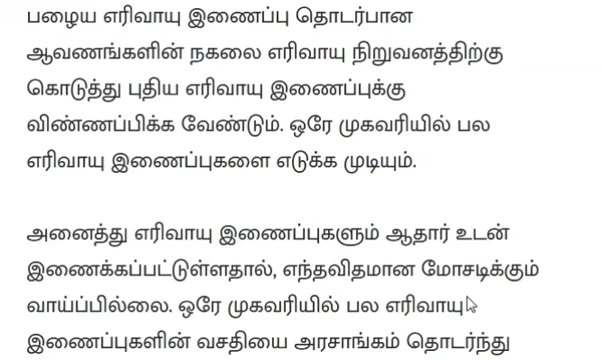 பழைய எரிவாயு இணைப்பு தொடர்பான
ஆவணங்களின் நகலை எரிவாயு நிறுவனத்திற்கு
கொடுத்து புதிய எரிவாயு இணைப்புக்கு
விண்ணப்பிக்க வேண்டும். ஒரே முகவரியில் பல
எரிவாயு இணைப்புகளை எடுக்க முடியும்.
அனைத்து எரிவாயு இணைப்புகளும் ஆதார் உடன்
இணைக்கப்பட்டுள்ளதால், எந்தவிதமான மோசடிக்கும்
வாய்ப்பில்லை. ஒரே முகவரியில் பல எரிவாயு
இணைப்புகளின் வசதியை அரசாங்கம் தொடர்ந்து